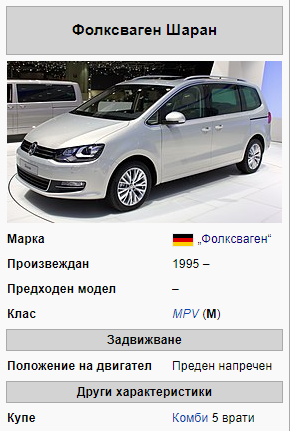 Фолксваген Шаран
Марка „Фолксваген“
Произвеждан 1995 –
Предходен модел –
Клас MPV (M)
Задвижване
Положение на двигател Преден напречен
Други характеристики
Купе Комби 5 врати